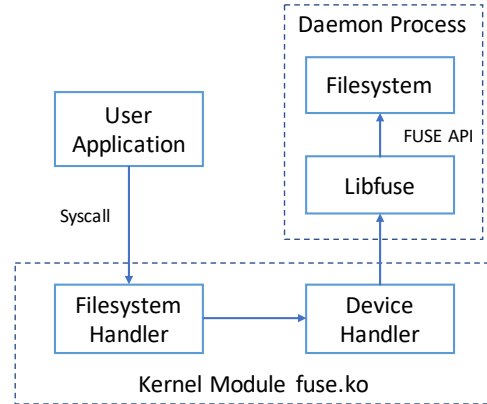 Daemon Process
Filesystem
FUSE API
Libfuse
User
Application
Syscall
Filesystem
Handler
Device
Handler
Kernel Module fuse.ko